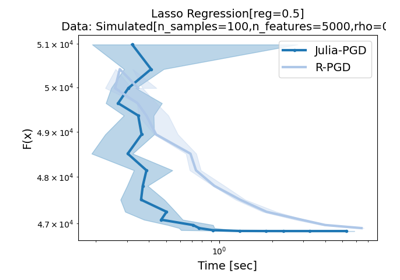 Lasso Regression[reg=0.5]
Data: Simulated[n_samples=100,n_features=5000,rho=0
5.1 × 10⁴
5 × 10⁴
4.9 × 10⁴
4.8 × 10⁴
4.7 × 10⁴
F(x)
Julia-PGD
R-PGD
10⁰
Time [sec]